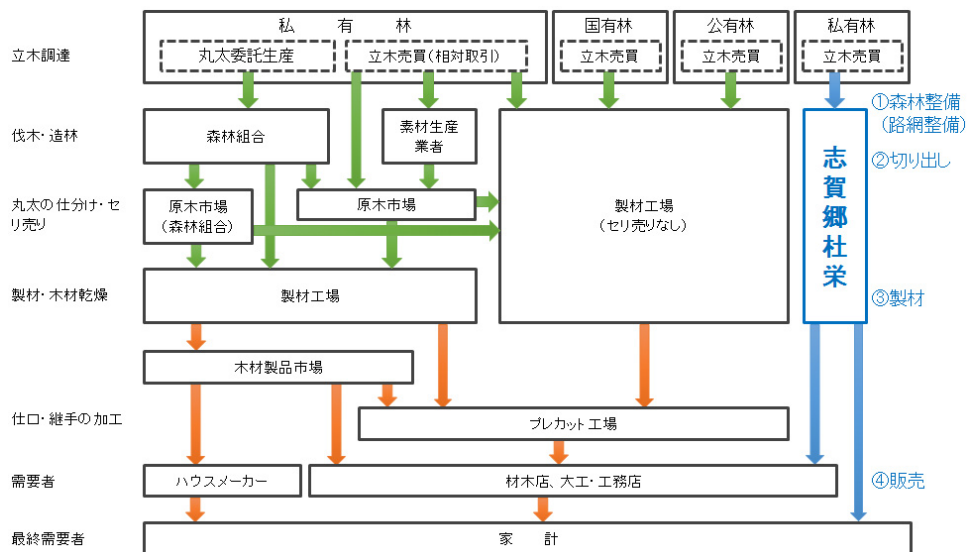 私有林
国有林
公有林
私有林
立木調達
丸太委託生産
立木売買(相対取引)
立木売買
立木売買
立木売買
①森林整備
(路網整備)
伐木・造林
森林組合
素材生産
業者
志賀郷杜栄
②切り出し
丸太の仕分け・セ
リ売り
原木市場
(森林組合)
原木市場
製材工場
(セリ売りなし)
製材・木材乾燥
製材工場
③製材
木材製品市場
仕口・継手の加工
プレカット工場
需要者
ハウスメーカー
材木店、大工・工務店
④販売
最終需要者
家計